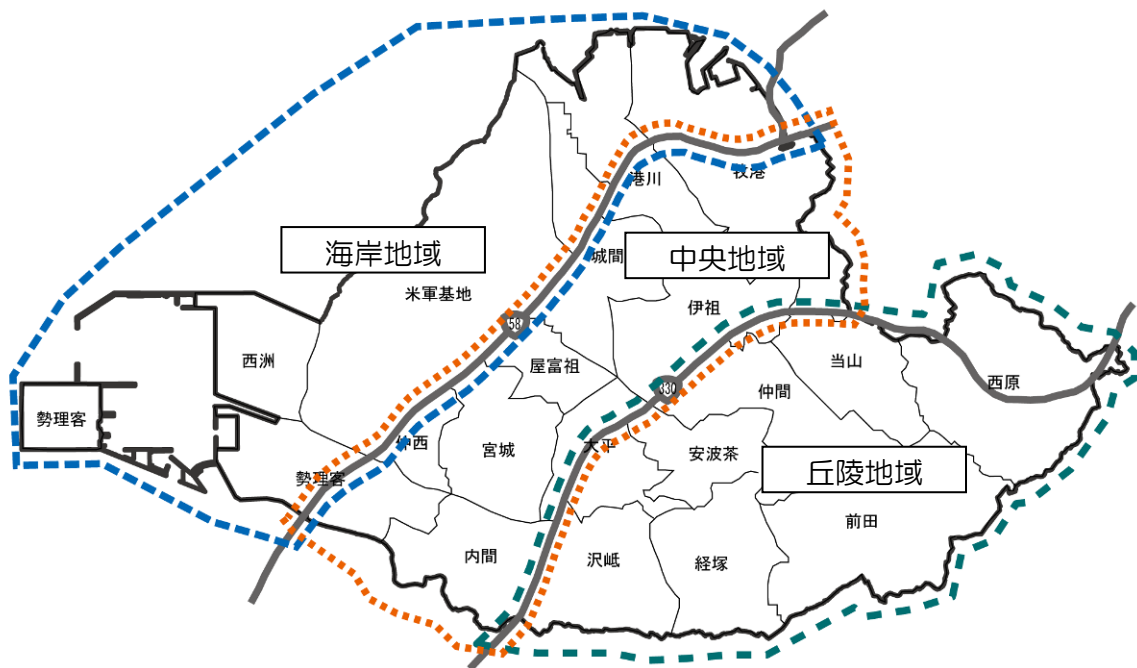 港川
牧港
海岸地域
城間
中央地域
米軍基地
伊祖
58
西洲
屋富祖
当山
西原
330
仲間
勢理客
仲西
宮城
大平
安波茶
勢理客
丘陵地域
前田
内間
沢岻
経塚